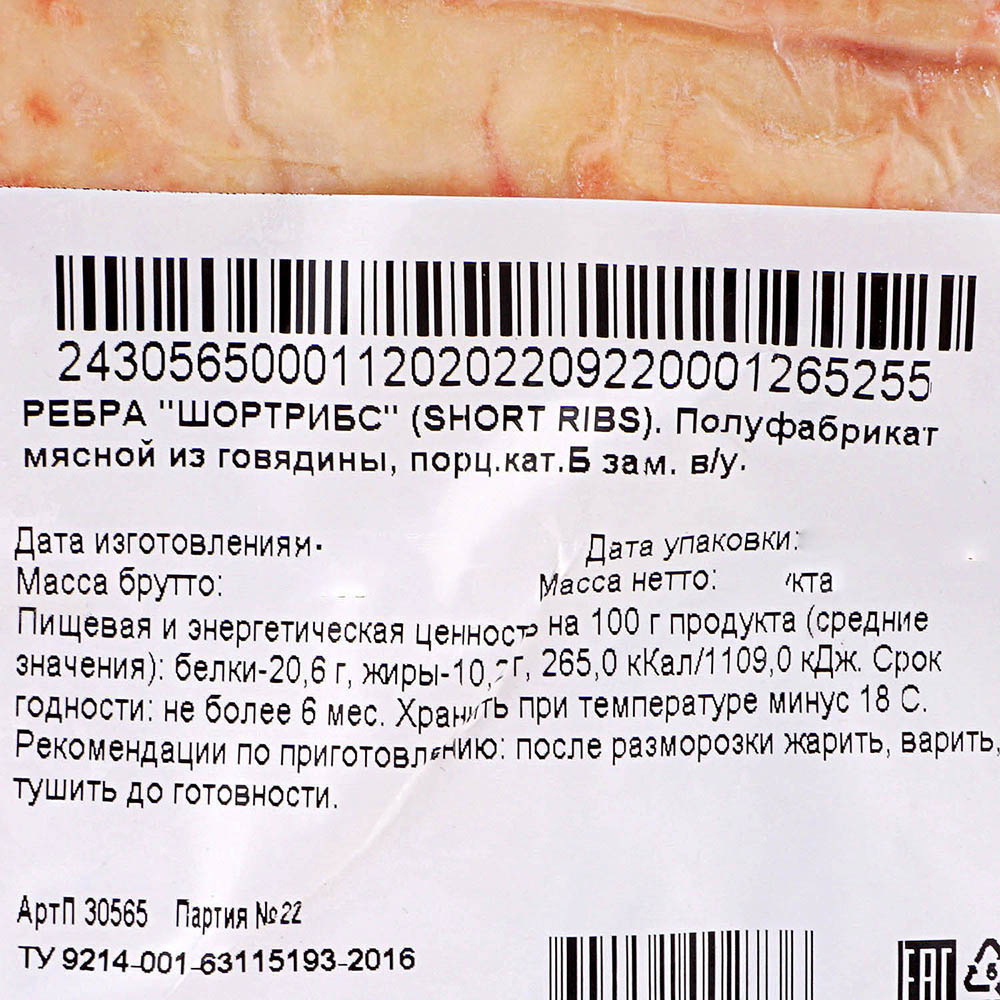 24305650001120202209220001265255
РЕБРА "ШОРТРИБС" (SHORT RIBS). Полуфабрикат
мясной из говядины, порц.кат.Б зам. в/у.
Дата изготовления: Дата упаковки:
Масса брутто: Масса нетто:
Пищевая и энергетическая ценность на 100 г продукта (средние
значения): белки-20,6 г, 265,0 кКал/1109,0 кДж. Срок
годности: не более 6 мес. Хранить при температуре минус 18 С.
Рекомендации по приготовлению: после разморозки жарить, варить,
тушить до готовности.
АртП 30565 Партия №22
ТУ 9214-001-63115193-2016
EAC